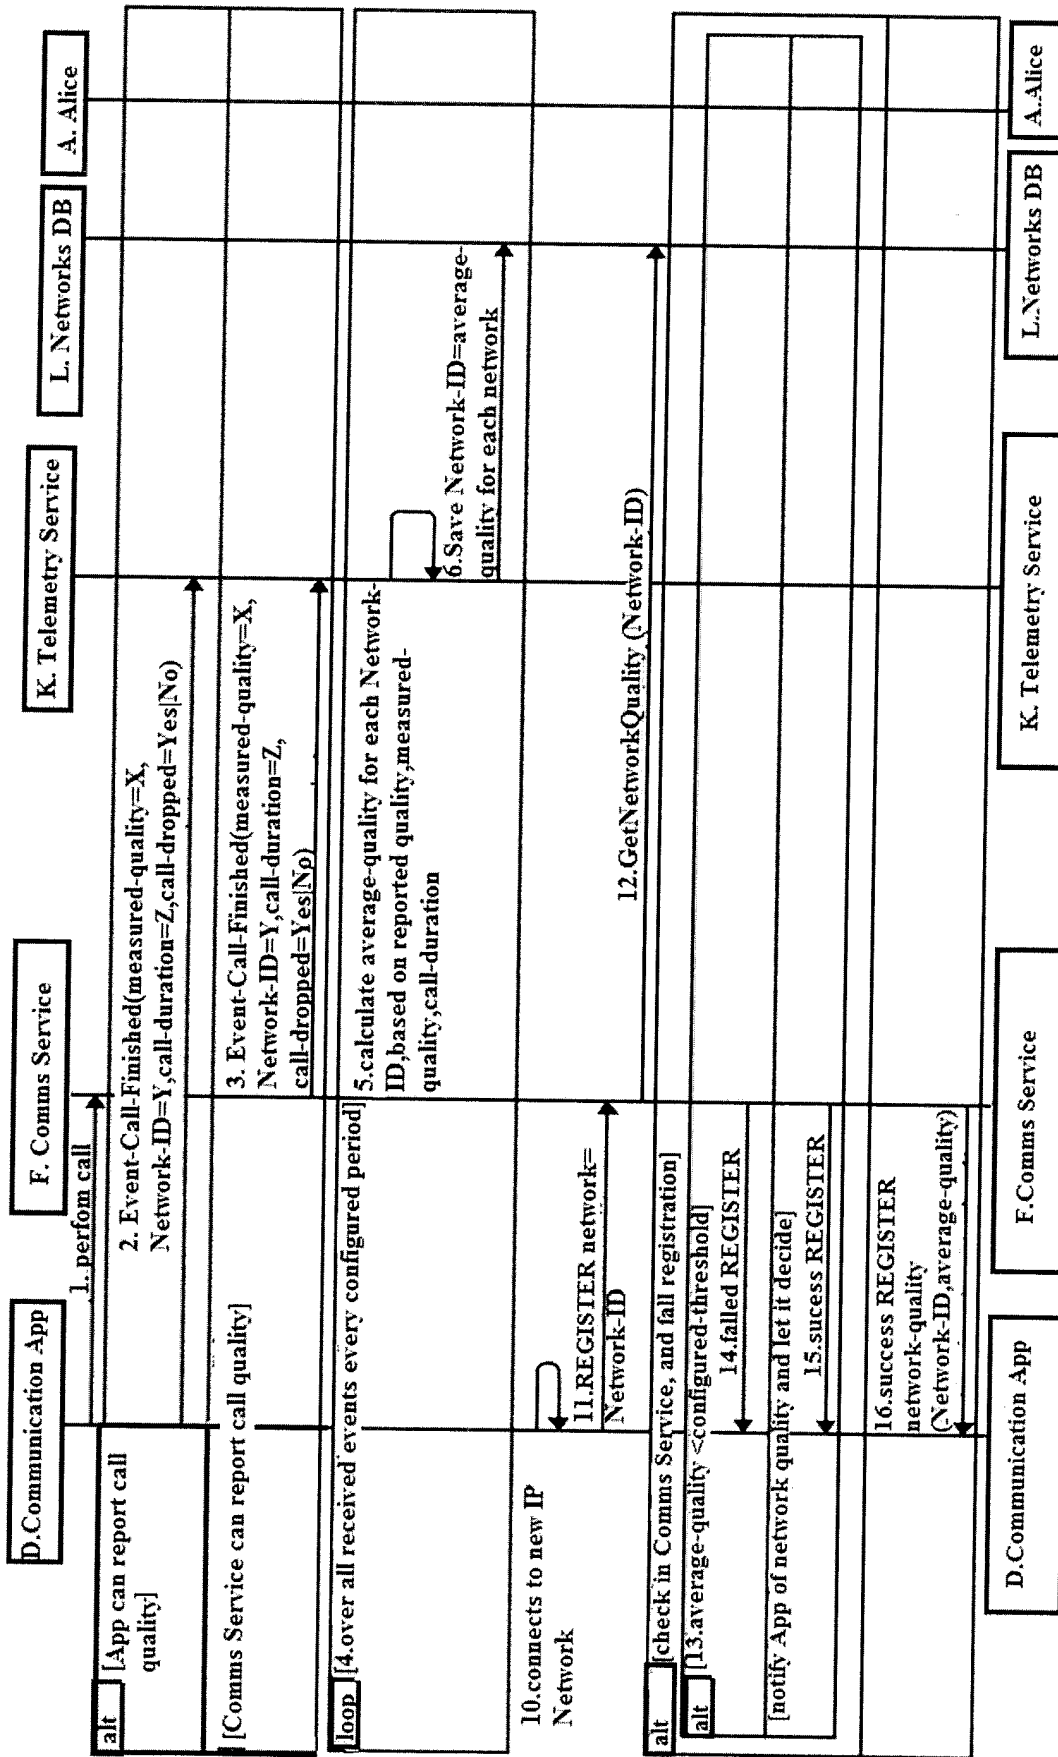 D.Communication App
F. Comms Service
K. Telemetry Service
L. Networks DB
A. Alice
1. perfom call
alt
[App can report call
quality]
2. Event-Call-Finished(measured-quality=X,
Network-ID=Y,call-duration=Z,call-dropped=Yes|No)
[Comms Service can report call quality]
3. Event-Call-Finished(measured-quality=X,
Network-ID=Y,call-duration=Z,
call-dropped=Yes|No)
loop
[4.over all received events every configured period]
5.calculate average-quality for each Network-
ID,based on reported quality,measured-
quality,call-duration
6.Save Network-ID=average-
quality for each network
10.connects to new IP
Network
11.REGISTER network=
Network-ID
12.GetNetworkQuality (Network-ID)
alt
[check in Comms Service, and fall registration]
alt
[13.average-quality <configured-threshold]
14.falled REGISTER
[notify App of network quality and let it decide]
15.sucess REGISTER
16.success REGISTER
network-quality
(Network-ID,average-quality)
D.Communication App
F.Comms Service
K. Telemetry Service
L.Networks DB
A.Alice